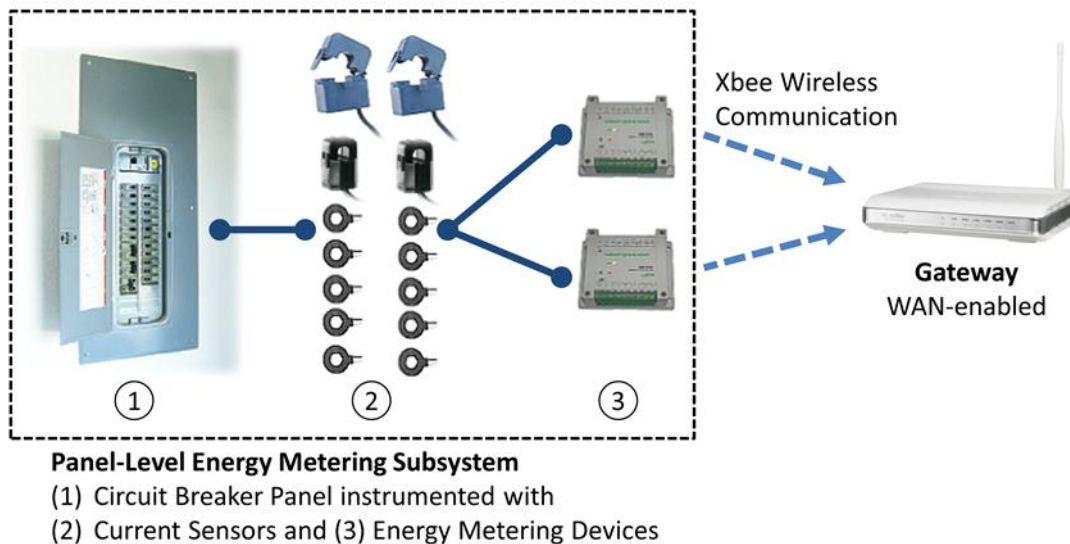 Xbee Wireless
Communication
Gateway
WAN-enabled
1
2
3
Panel-Level Energy Metering Subsystem
(1) Circuit Breaker Panel instrumented with
(2) Current Sensors and (3) Energy Metering Devices